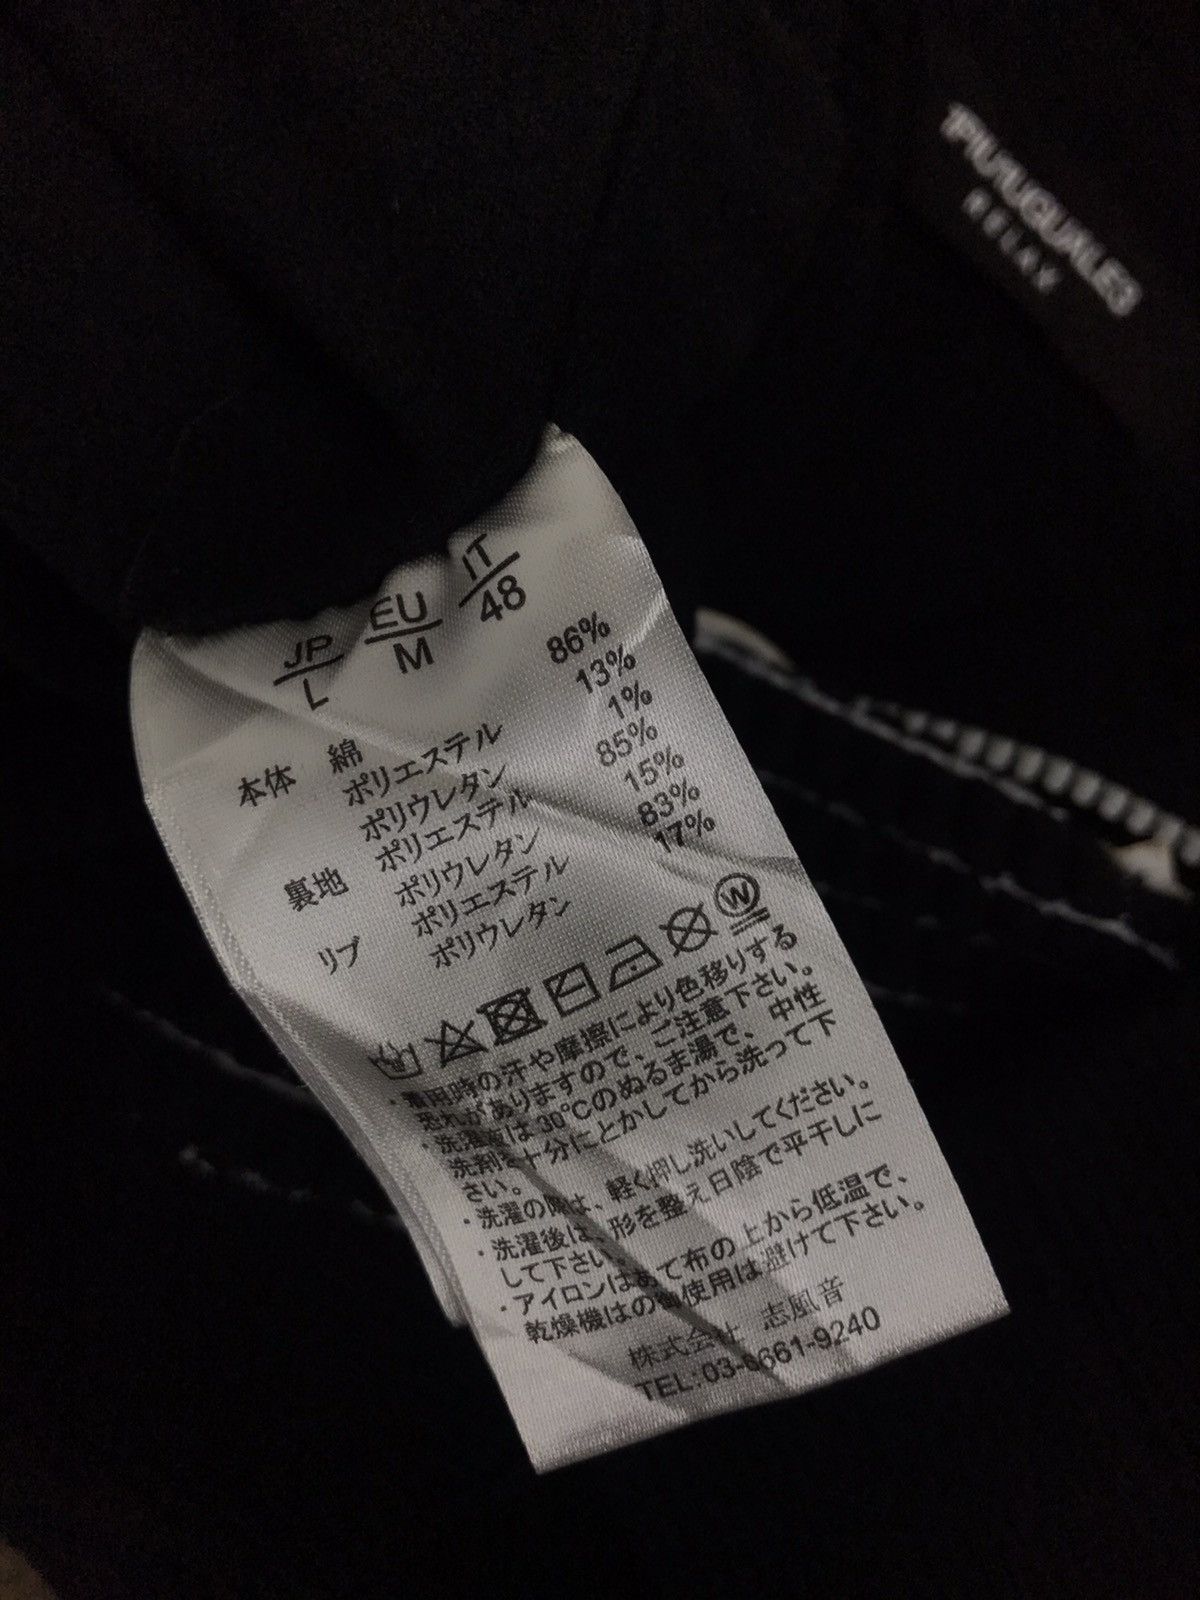 RELAX
JP EU IT
L M 48
本体 綿 86%
ポリエステル 13%
ポリウレタン 1%
裏地 ポリエステル 85%
ポリウレタン 15%
リブ ポリエステル 83%
ポリウレタン 17%
W
・着用時の汗や摩擦により色移りする
恐れがありますので、ご注意下さい。
・洗濯液は30℃のぬるま湯で、中性
洗剤を十分にとかしてから洗って下
さい。
・洗濯の際は、軽く押し洗いしてください。
・洗濯後は、形を整え日陰で平干しに
して下さい。
・アイロンはあて布の上から低温で、
乾燥機はの使用は避けて下さい。
株式会社 志風音
TEL:03-6661-9240